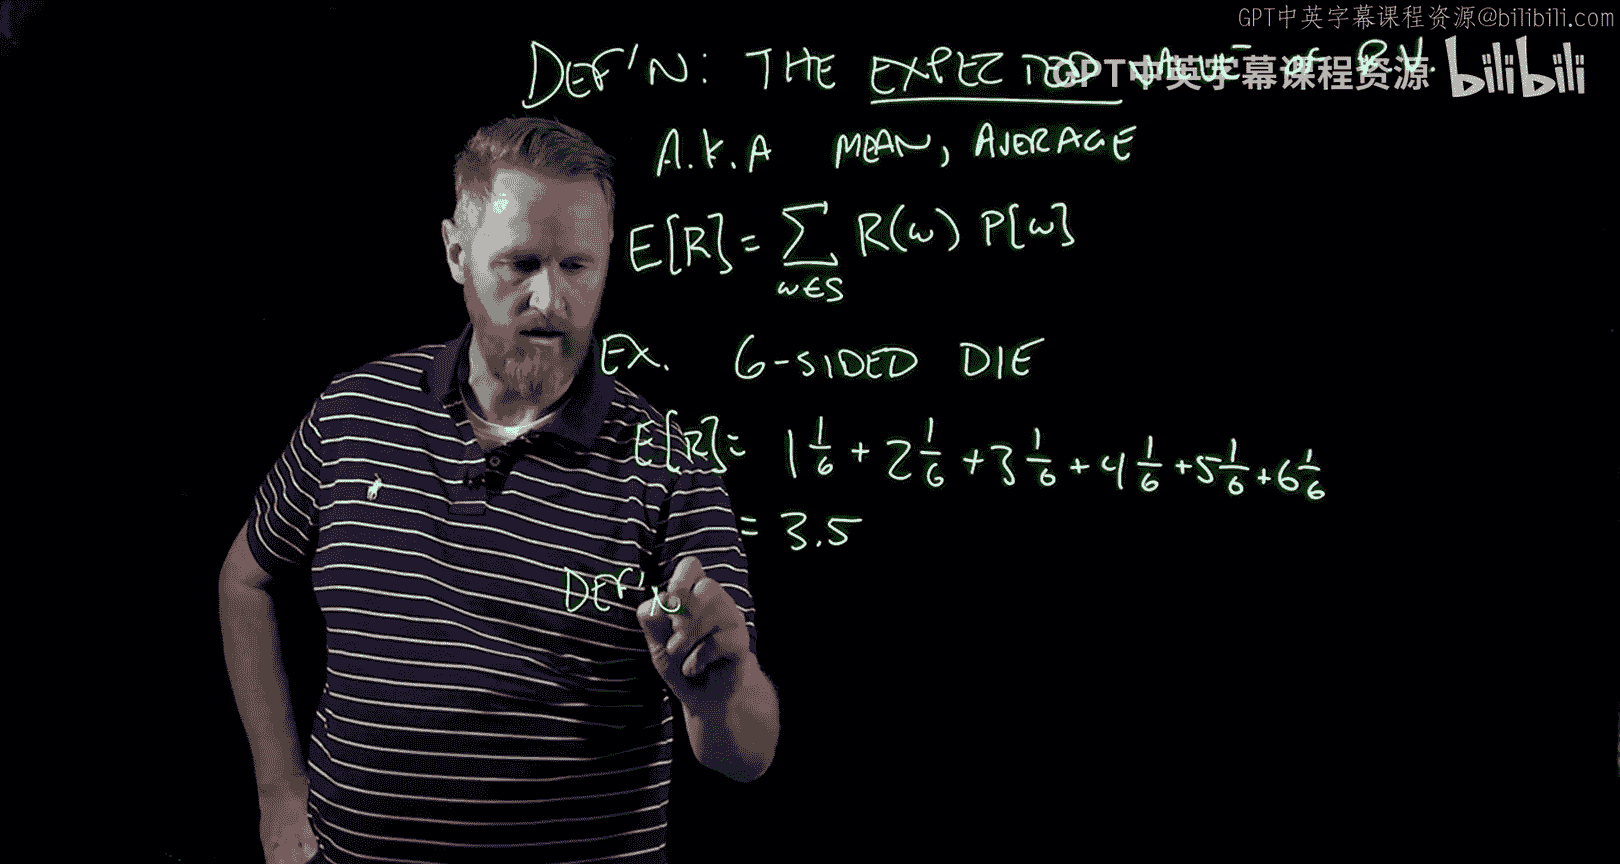 GPT中英字幕课程资源@bilibili.com
DEF'N: THE EXPECTED VALUE OF R.V.
GPT中英字幕课程资源 bilibili
A.K.A MEAN, AVERAGE
E[R] = ∑ R(ω) P[ω]
ω∈S
EX. 6-SIDED DIE
E[R] = 1 1/6 + 2 1/6 + 3 1/6 + 4 1/6 + 5 1/6 + 6 1/6
= 3.5
DEF'N